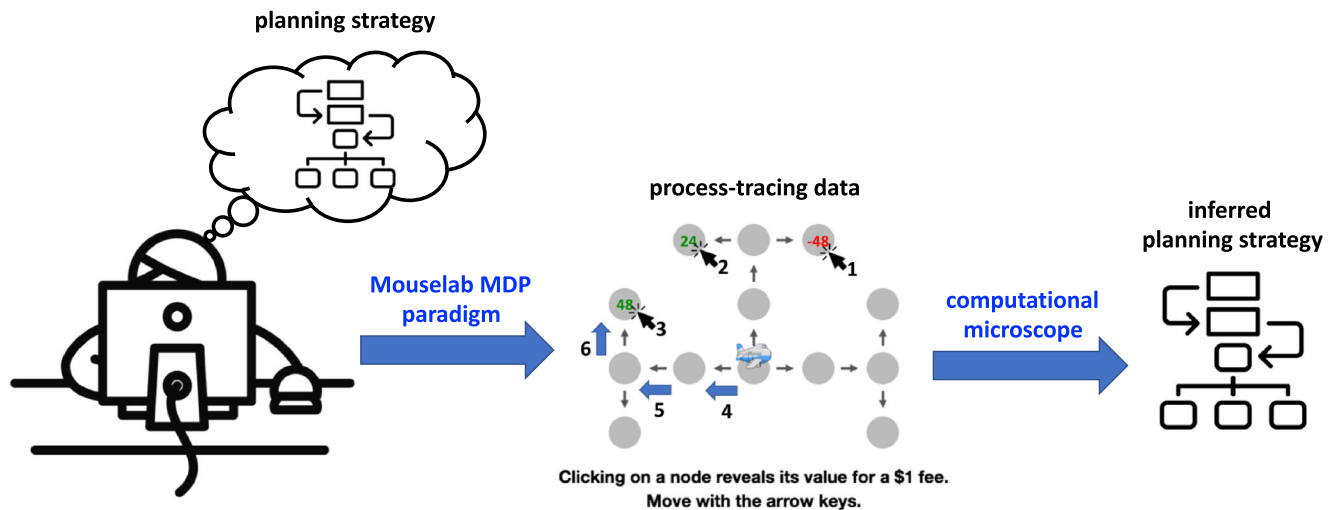 planning strategy
Mouselab MDP
paradigm
process-tracing data
24
-48
2
1
48
3
6
5
4
Clicking on a node reveals its value for a $1 fee.
Move with the arrow keys.
computational
microscope
inferred
planning strategy